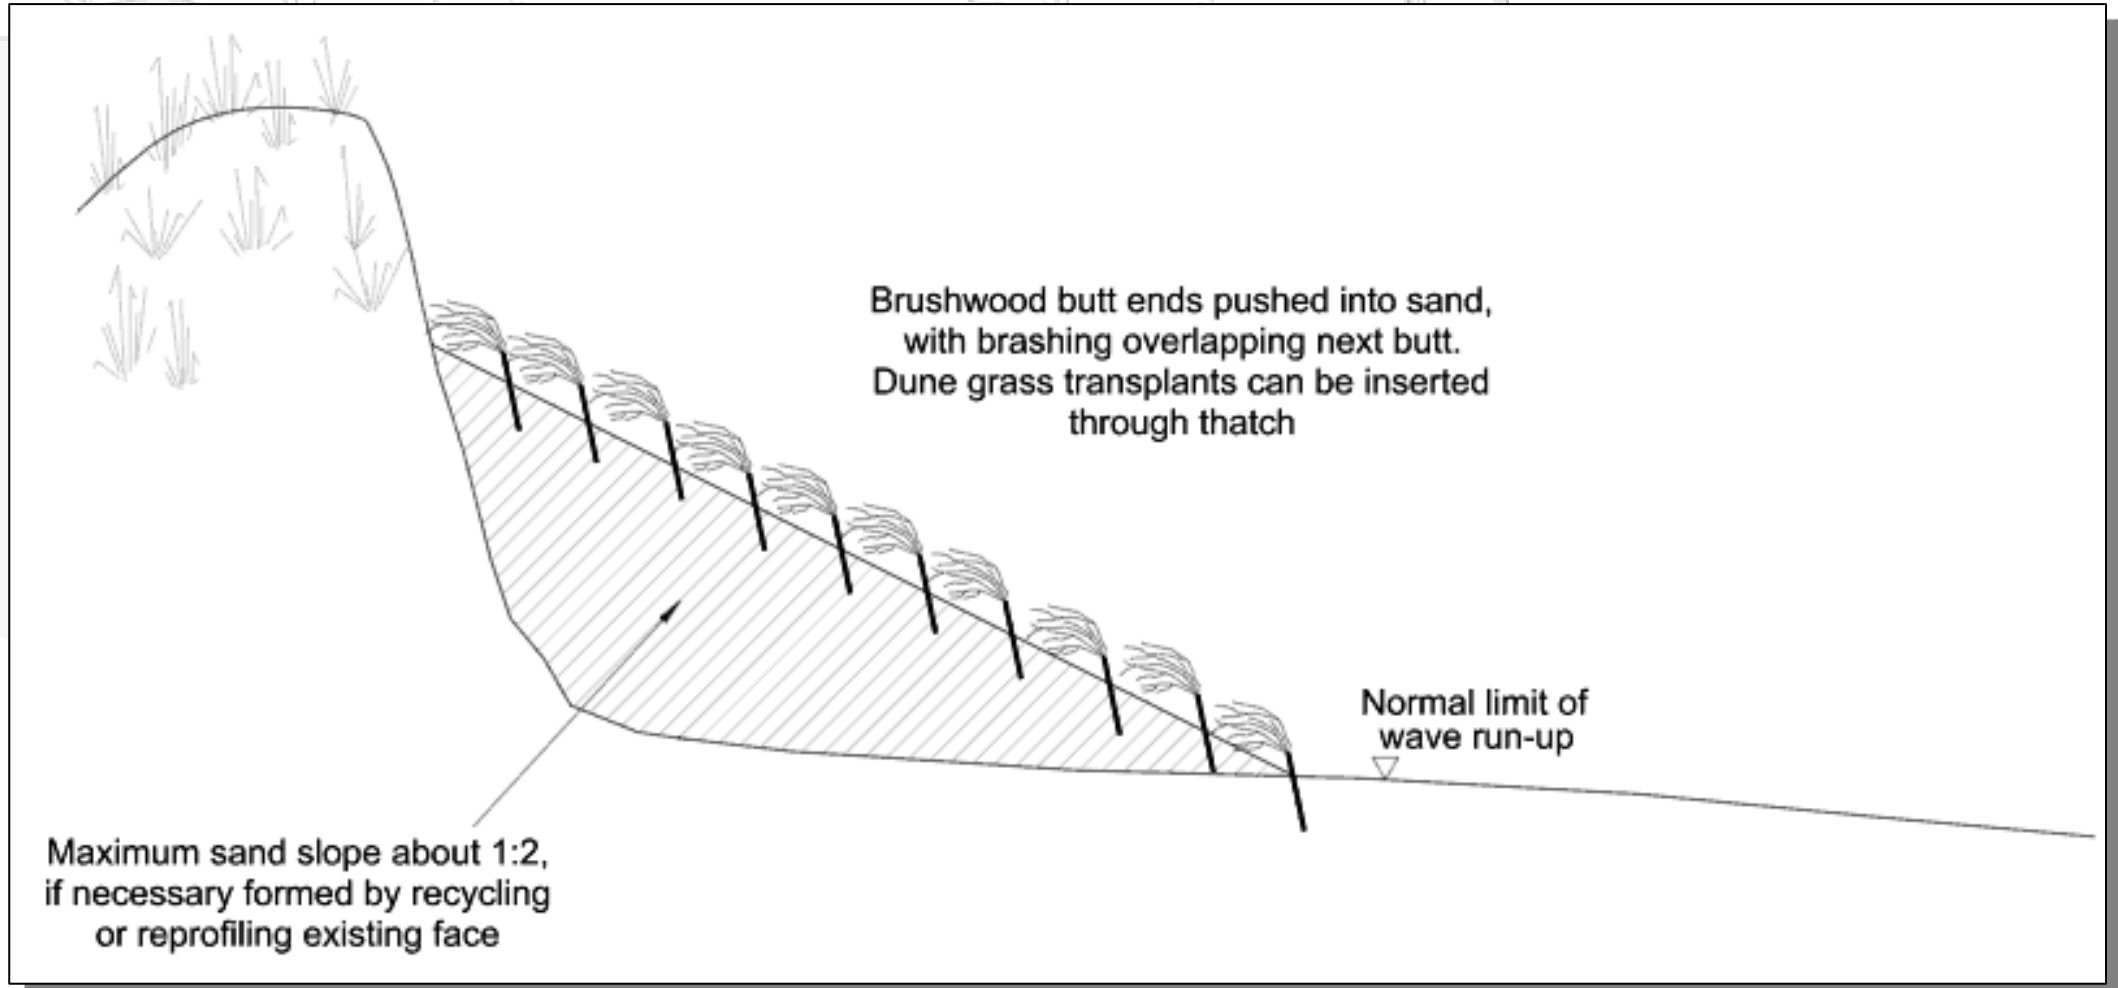 Brushwood butt ends pushed into sand,
with brashing overlapping next butt.
Dune grass transplants can be inserted
through thatch
Normal limit of
wave run-up
Maximum sand slope about 1:2,
if necessary formed by recycling
or reprofiling existing face